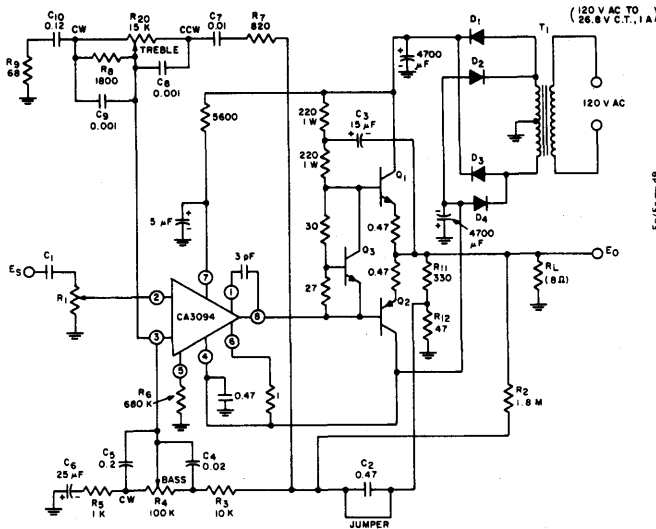 C10
0.12
CW
R20
15 K
CCW
C7
0.01
R7
820
TREBLE
R9
68
R8
1800
C8
0.001
C9
0.001
5600
220
1 W
220
1 W
C3
15 µF
4700
µF
D1
D2
D3
D4
T1
(120 V AC TO
26.8 V C.T., 1 A)
120 V AC
4700
µF
5 µF
3 pF
30
27
Q1
Q3
Q2
0.47
0.47
R11
330
R12
47
RL
(8Ω)
EO
ES
C1
R1
CA3094
1
2
3
4
5
6
7
8
R6
680 K
0.47
1
R2
1.8 M
C6
25 µF
C5
0.2
C4
0.02
BASS
R5
1 K
CW
R4
100 K
R3
10 K
C2
0.47
JUMPER